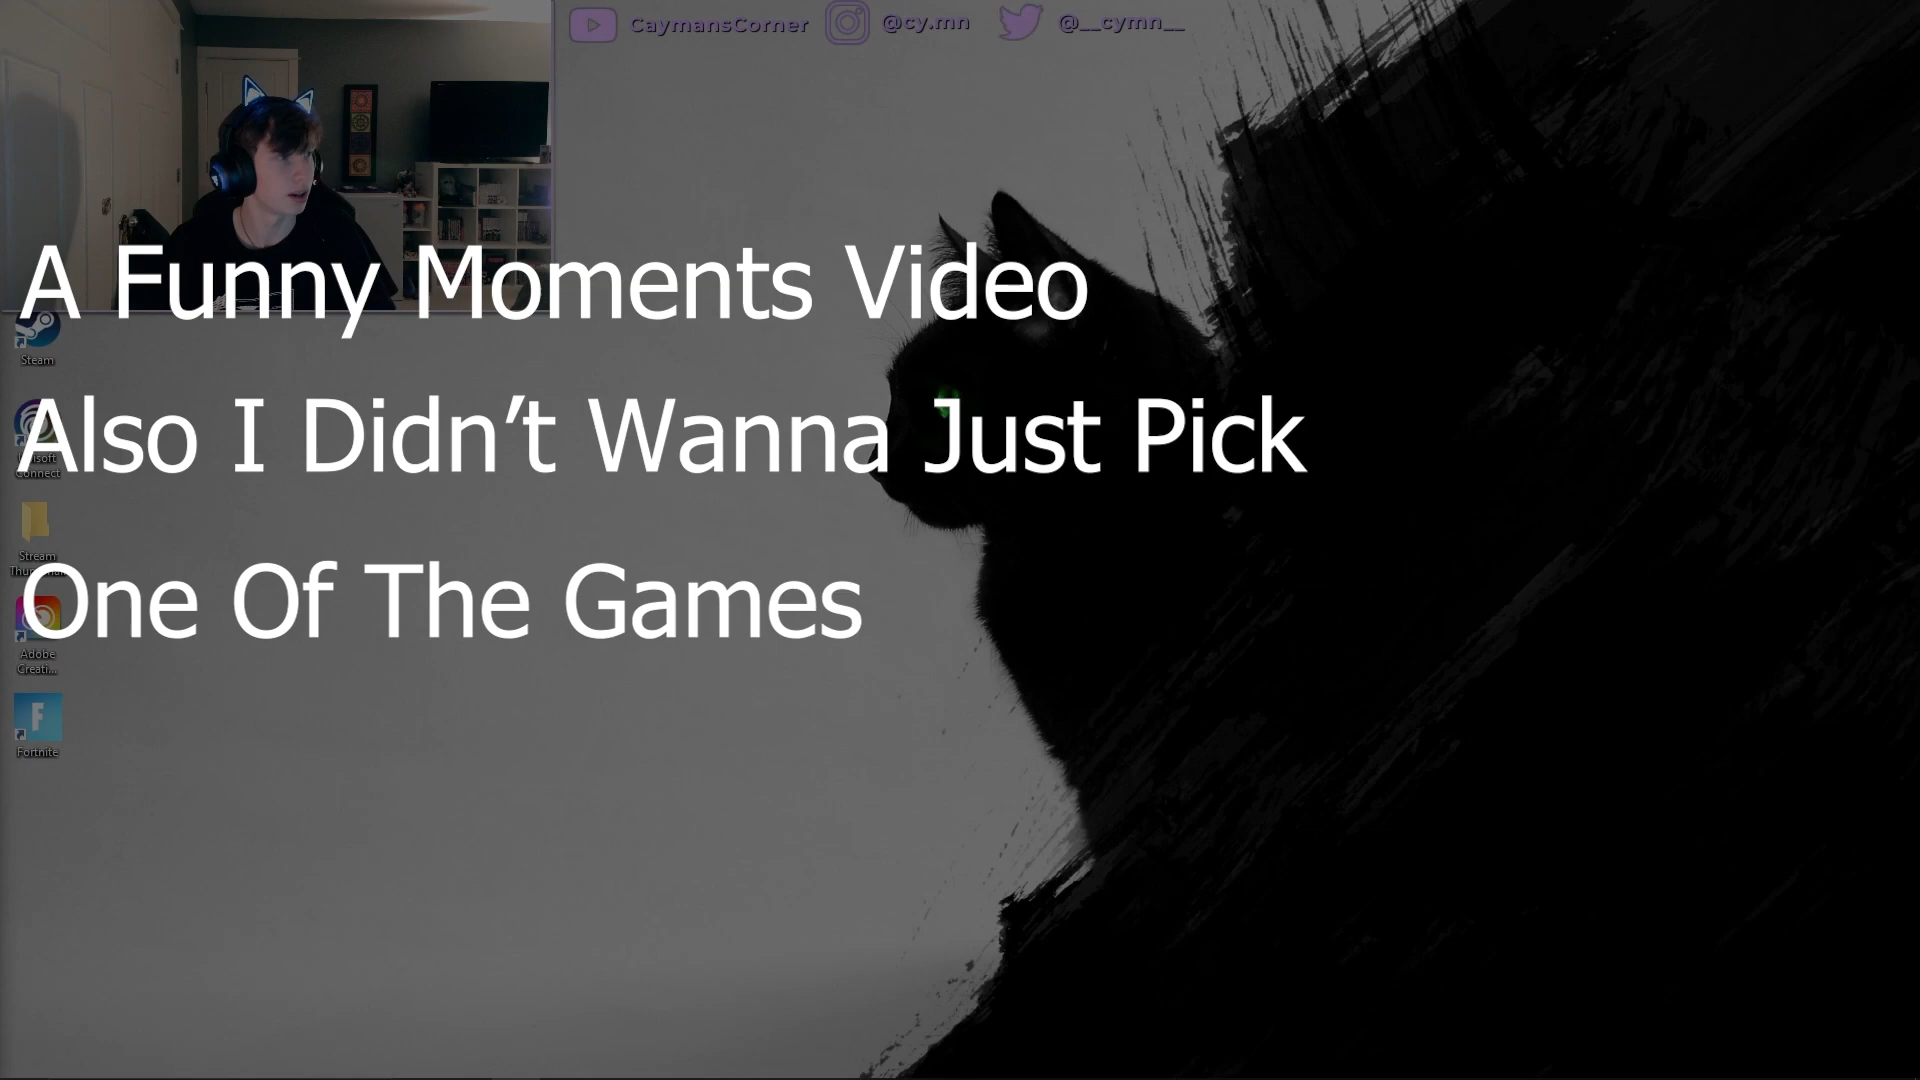 CaymansCorner @cy.mn @__cymn__
A Funny Moments Video
Steam
Also I Didn't Wanna Just Pick
Connect
Stream
One Of The Games
Adobe
Creati...
Fortnite